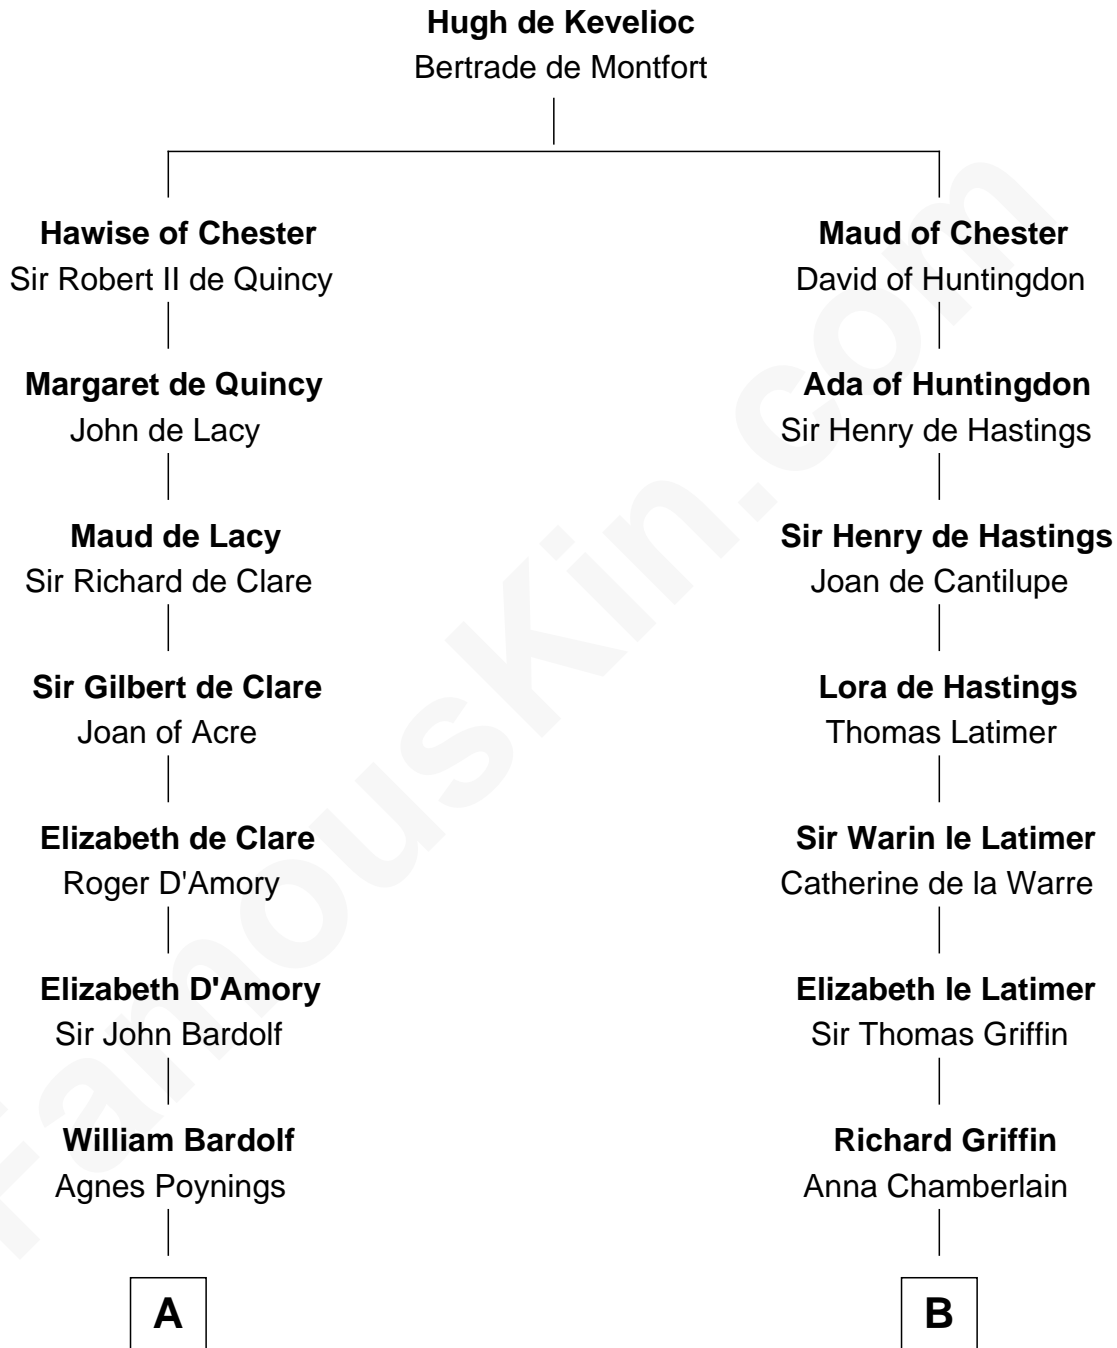 Hugh de Kevelioc
Bertrade de Montfort
Hawise of Chester
Sir Robert II de Quincy
Maud of Chester
David of Huntingdon
Margaret de Quincy
John de Lacy
Ada of Huntingdon
Sir Henry de Hastings
Maud de Lacy
Sir Richard de Clare
Sir Henry de Hastings
Joan de Cantilupe
Sir Gilbert de Clare
Joan of Acre
Lora de Hastings
Thomas Latimer
Elizabeth de Clare
Roger D'Amory
Sir Warin le Latimer
Catherine de la Warre
Elizabeth D'Amory
Sir John Bardolf
Elizabeth le Latimer
Sir Thomas Griffin
William Bardolf
Agnes Poynings
Richard Griffin
Anna Chamberlain
A
B
FamousKin.com